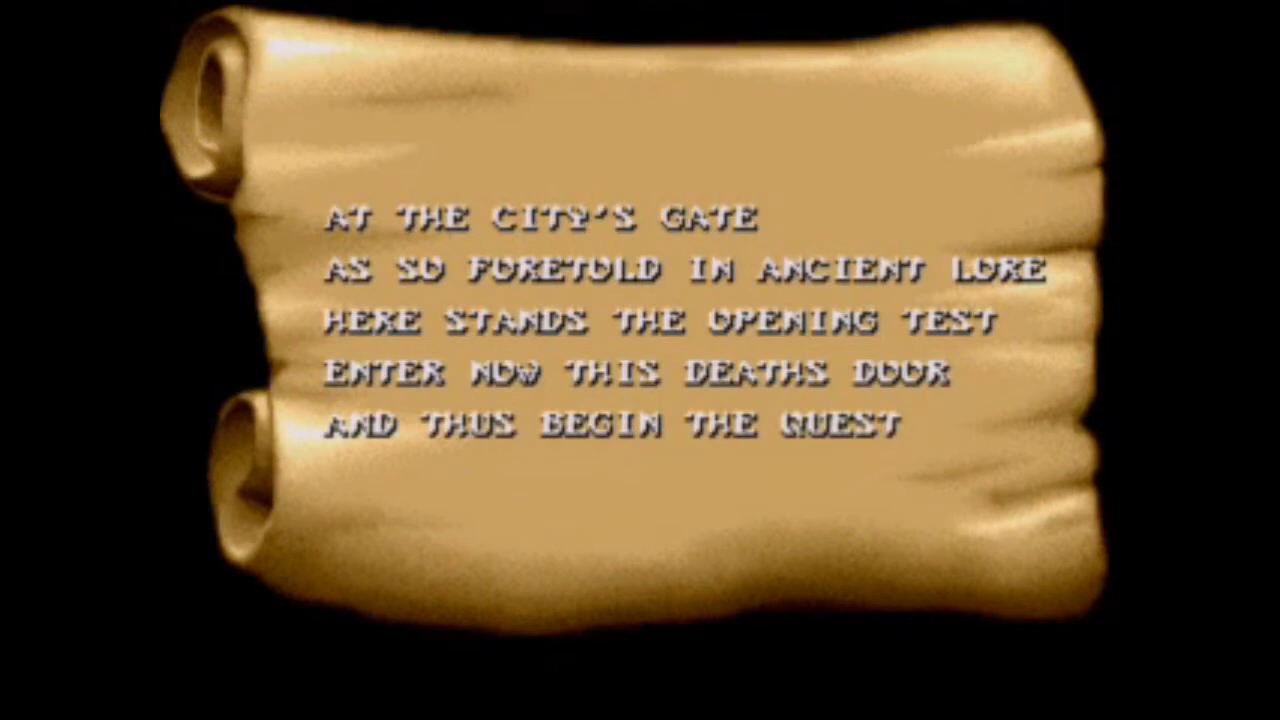 AT THE CITY'S GATE
AS SO FORETOLD IN ANCIENT LORE
HERE STANDS THE OPENING TEST
ENTER NOW THIS DEATHS DOOR
AND THUS BEGIN THE QUEST